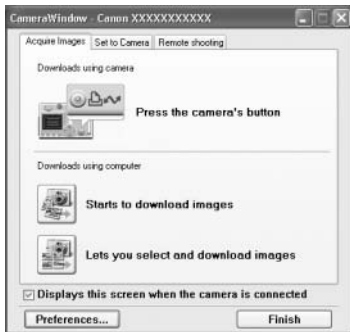 CameraWindow - Canon XXXXXXXXXXX
Acquire Images Set to Camera Remote shooting
Downloads using camera
Press the camera's button
Downloads using computer
Starts to download images
Lets you select and download images
Displays this screen when the camera is connected
Preferences... Finish